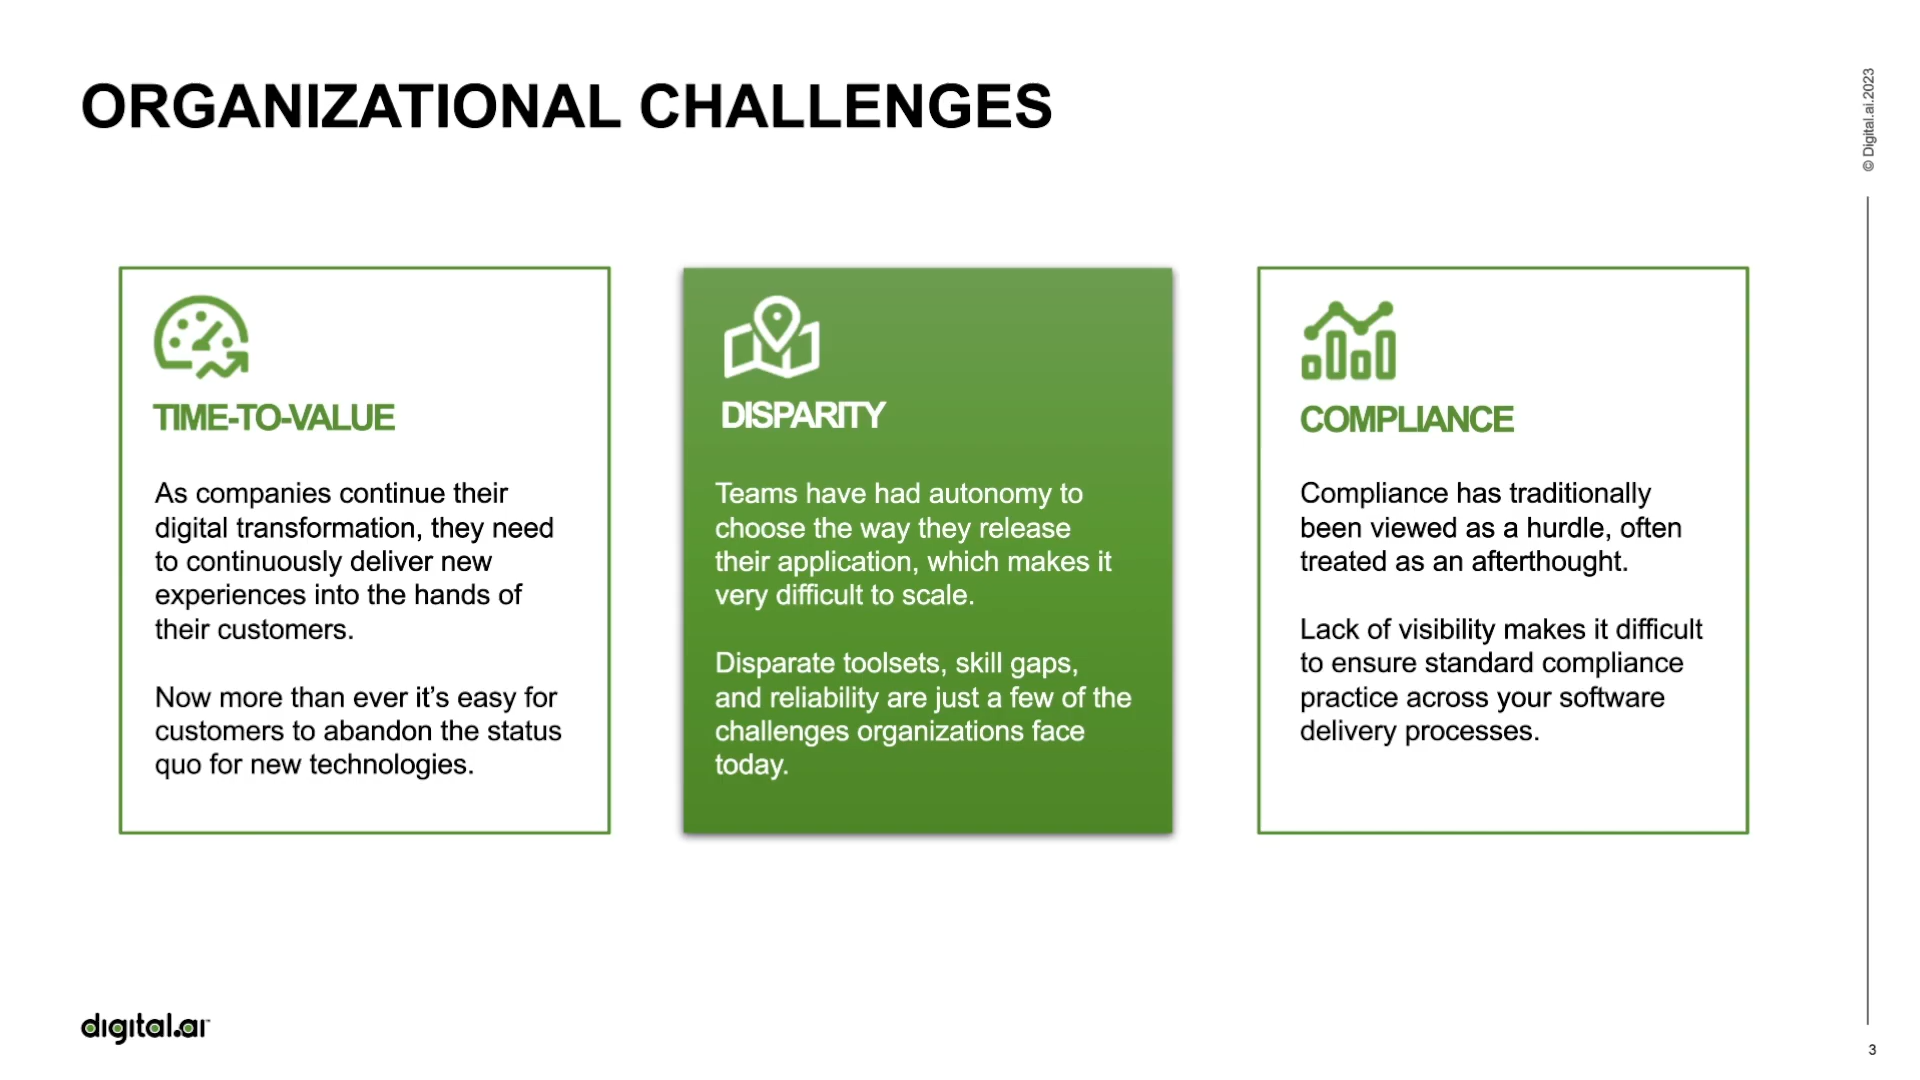 ORGANIZATIONAL CHALLENGES
© Digital.ai.2023
TIME-TO-VALUE
As companies continue their
digital transformation, they need
to continuously deliver new
experiences into the hands of
their customers.
Now more than ever it’s easy for
customers to abandon the status
quo for new technologies.
DISPARITY
Teams have had autonomy to
choose the way they release
their application, which makes it
very difficult to scale.
Disparate toolsets, skill gaps,
and reliability are just a few of the
challenges organizations face
today.
COMPLIANCE
Compliance has traditionally
been viewed as a hurdle, often
treated as an afterthought.
Lack of visibility makes it difficult
to ensure standard compliance
practice across your software
delivery processes.
digital.ai™
3